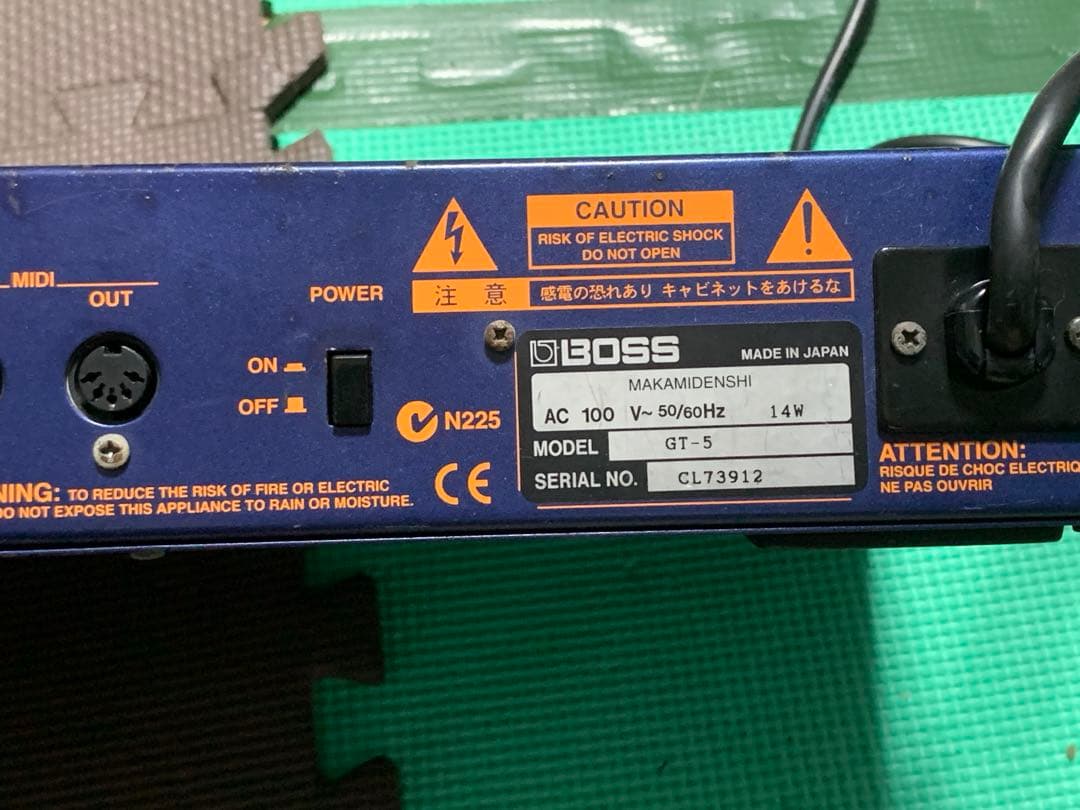 MIDI
OUT
POWER
ON
OFF
N225
CE
CAUTION
RISK OF ELECTRIC SHOCK
DO NOT OPEN
注 意 感電の恐れあり キャビネットをあけるな
BOSS MADE IN JAPAN
MAKAMIDENSHI
AC 100 V~ 50/60Hz 14W
MODEL GT-5
SERIAL NO. CL73912
NING: TO REDUCE THE RISK OF FIRE OR ELECTRIC
DO NOT EXPOSE THIS APPLIANCE TO RAIN OR MOISTURE.
ATTENTION:
RISQUE DE CHOC ELECTRIQ
NE PAS OUVRIR